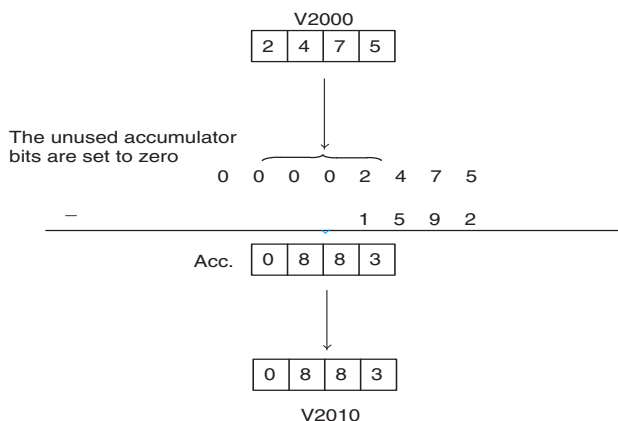 V2000
2 4 7 5
The unused accumulator
bits are set to zero
0 0 0 0 2 4 7 5
– 1 5 9 2
Acc. 0 8 8 3
0 8 8 3
V2010